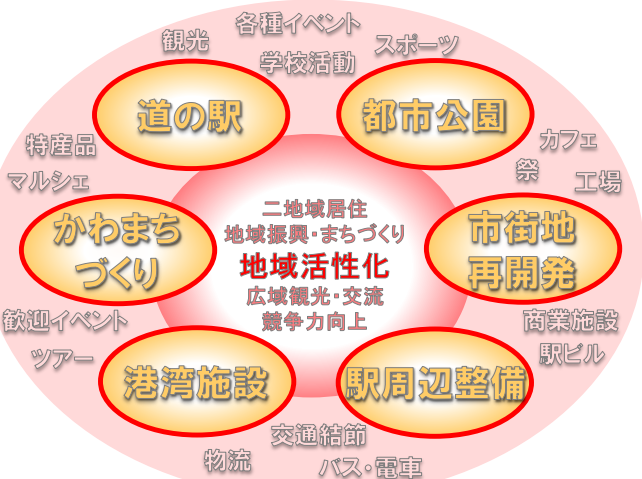 各種イベント
観光
スポーツ
学校活動
道の駅
都市公園
特産品
カフェ
マルシェ
祭
工場
かわまち
づくり
二地域居住
地域振興・まちづくり
地域活性化
広域観光・交流
競争力向上
市街地
再開発
歓迎イベント
商業施設
ツアー
駅ビル
港湾施設
駅周辺整備
交通結節
物流
バス・電車